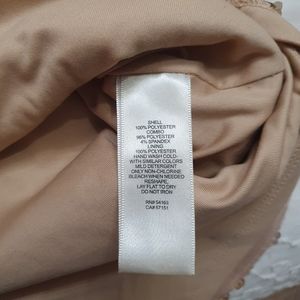 SHELL
100% POLYESTER
COMBO
96% POLYESTER
4% SPANDEX
LINING
100% POLYESTER
HAND WASH COLD-
WITH SIMILAR COLORS
MILD DETERGENT
ONLY NON-CHLORINE
BLEACH WHEN NEEDED
RESHAPE,
LAY FLAT TO DRY
DO NOT IRON
RN# 54163
CA# 57151